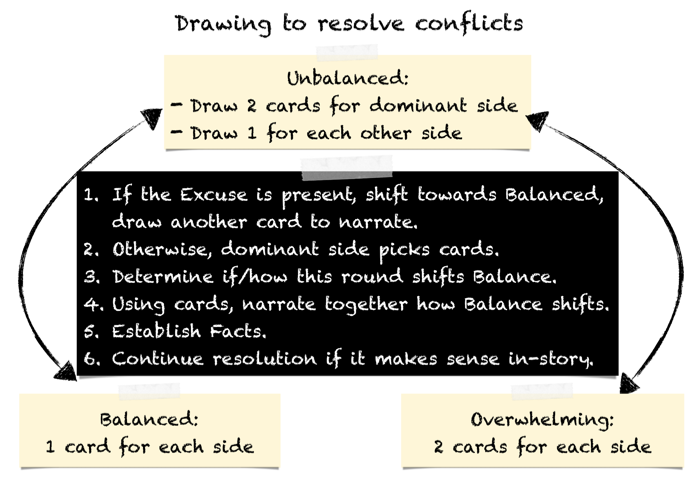 Drawing to resolve conflicts
Unbalanced:
- Draw 2 cards for dominant side
- Draw 1 for each other side
1. If the Excuse is present, shift towards Balanced,
draw another card to narrate.
2. Otherwise, dominant side picks cards.
3. Determine if/how this round shifts Balance.
4. Using cards, narrate together how Balance shifts.
5. Establish Facts.
6. Continue resolution if it makes sense in-story.
Balanced:
1 card for each side
Overwhelming:
2 cards for each side